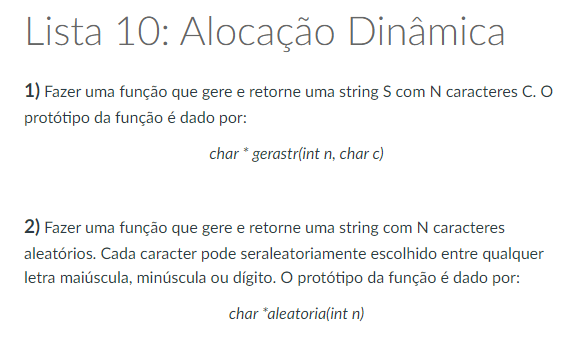 Lista 10: Alocação Dinâmica
1) Fazer uma função que gere e retorne uma string S com N caracteres C. O
protótipo da função é dado por:
char * gerastr(int n, char c)
2) Fazer uma função que gere e retorne uma string com N caracteres
aleatórios. Cada caracter pode seraleatoriamente escolhido entre qualquer
letra maiúscula, minúscula ou dígito. O protótipo da função é dado por:
char *aleatoria(int n)